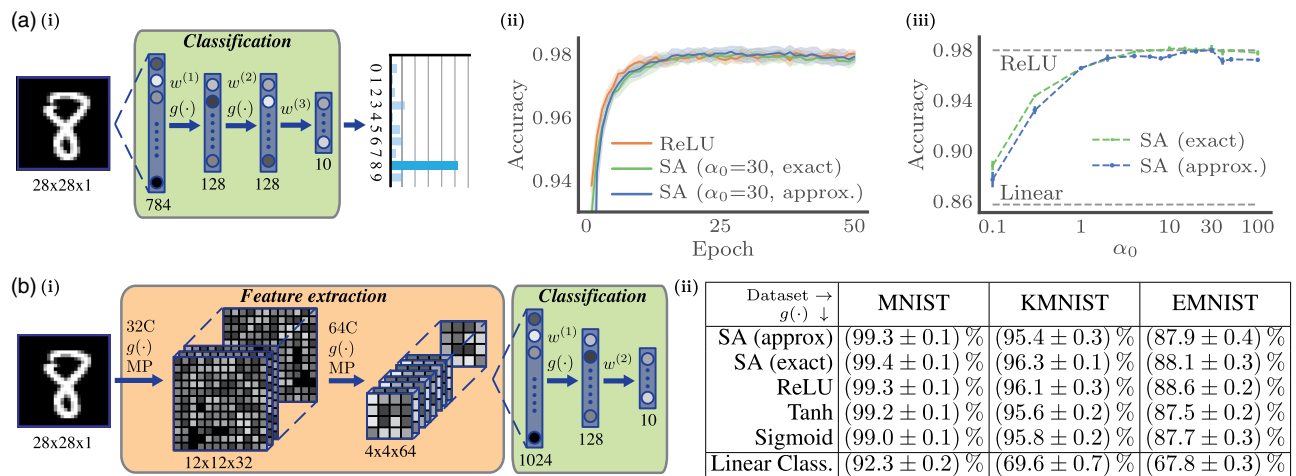 (a) (i)
Classification
w^(1) w^(2)
g(·) g(·) w^(3)
28x28x1
784
128
128
10
0 1 2 3 4 5 6 7 8 9
(ii)
Accuracy
0.98
0.96
0.94
ReLU
SA (α₀=30, exact)
SA (α₀=30, approx.)
0 25 50
Epoch
(iii)
Accuracy
0.98
0.94
0.90
0.86
ReLU
SA (exact)
SA (approx.)
Linear
0.1 1 10 30 100
α₀
(b) (i)
Feature extraction
32C
g(·)
MP
64C
g(·)
MP
28x28x1
12x12x32
4x4x64
Classification
w^(1)
g(·) w^(2)
1024
128
10
(ii)
Dataset → MNIST KMNIST EMNIST
g(·) ↓
SA (approx) (99.3 ± 0.1) % (95.4 ± 0.3) % (87.9 ± 0.4) %
SA (exact) (99.4 ± 0.1) % (96.3 ± 0.1) % (88.1 ± 0.3) %
ReLU (99.3 ± 0.1) % (96.1 ± 0.3) % (88.6 ± 0.2) %
Tanh (99.2 ± 0.1) % (95.6 ± 0.2) % (87.5 ± 0.2) %
Sigmoid (99.0 ± 0.1) % (95.8 ± 0.2) % (87.7 ± 0.3) %
Linear Class. (92.3 ± 0.2) % (69.6 ± 0.7) % (67.8 ± 0.3) %